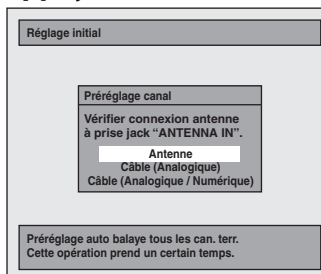 Réglage initial
Préréglage canal
Vérifier connexion antenne
à prise jack “ANTENNA IN”.
Antenne
Câble (Analogique)
Câble (Analogique / Numérique)
Préréglage auto balaye tous les can. terr.
Cette opération prend un certain temps.